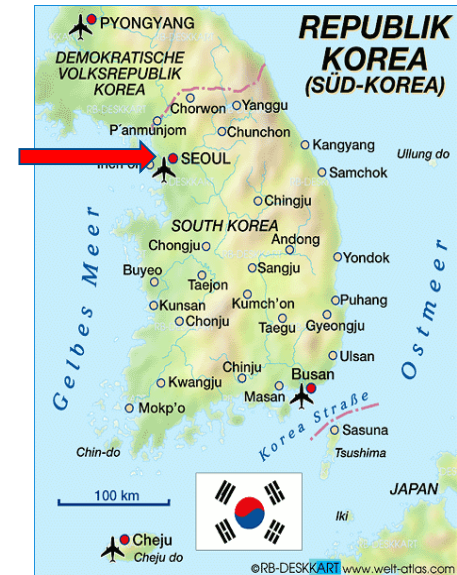 PYONGYANG
REPUBLIK
KOREA
(SÜD-KOREA)
DEMOKRATISCHE
VOLKSREPUBLIK
KOREA
RB-DESKKART
Chorwon
Yanggu
P´anmunjom
Chunchon
Kangyang
Ullung do
SEOUL
Samchok
Chingju
SOUTH KOREA
Chongju
Andong
Yondok
Buyeo
Sangju
Taejon
Gelbes Meer
Ostmeer
Kunsan
Kumch'on
Puhang
Chonju
Taegu
Gyeongju
Ulsan
Chinju
Busan
Kwangju
Masan
Mokp'o
Korea Straße
Sasuna
Tsushima
Chin-do
100 km
JAPAN
Iki
Cheju
Cheju do
©RB-DESKKART www.welt-atlas.com